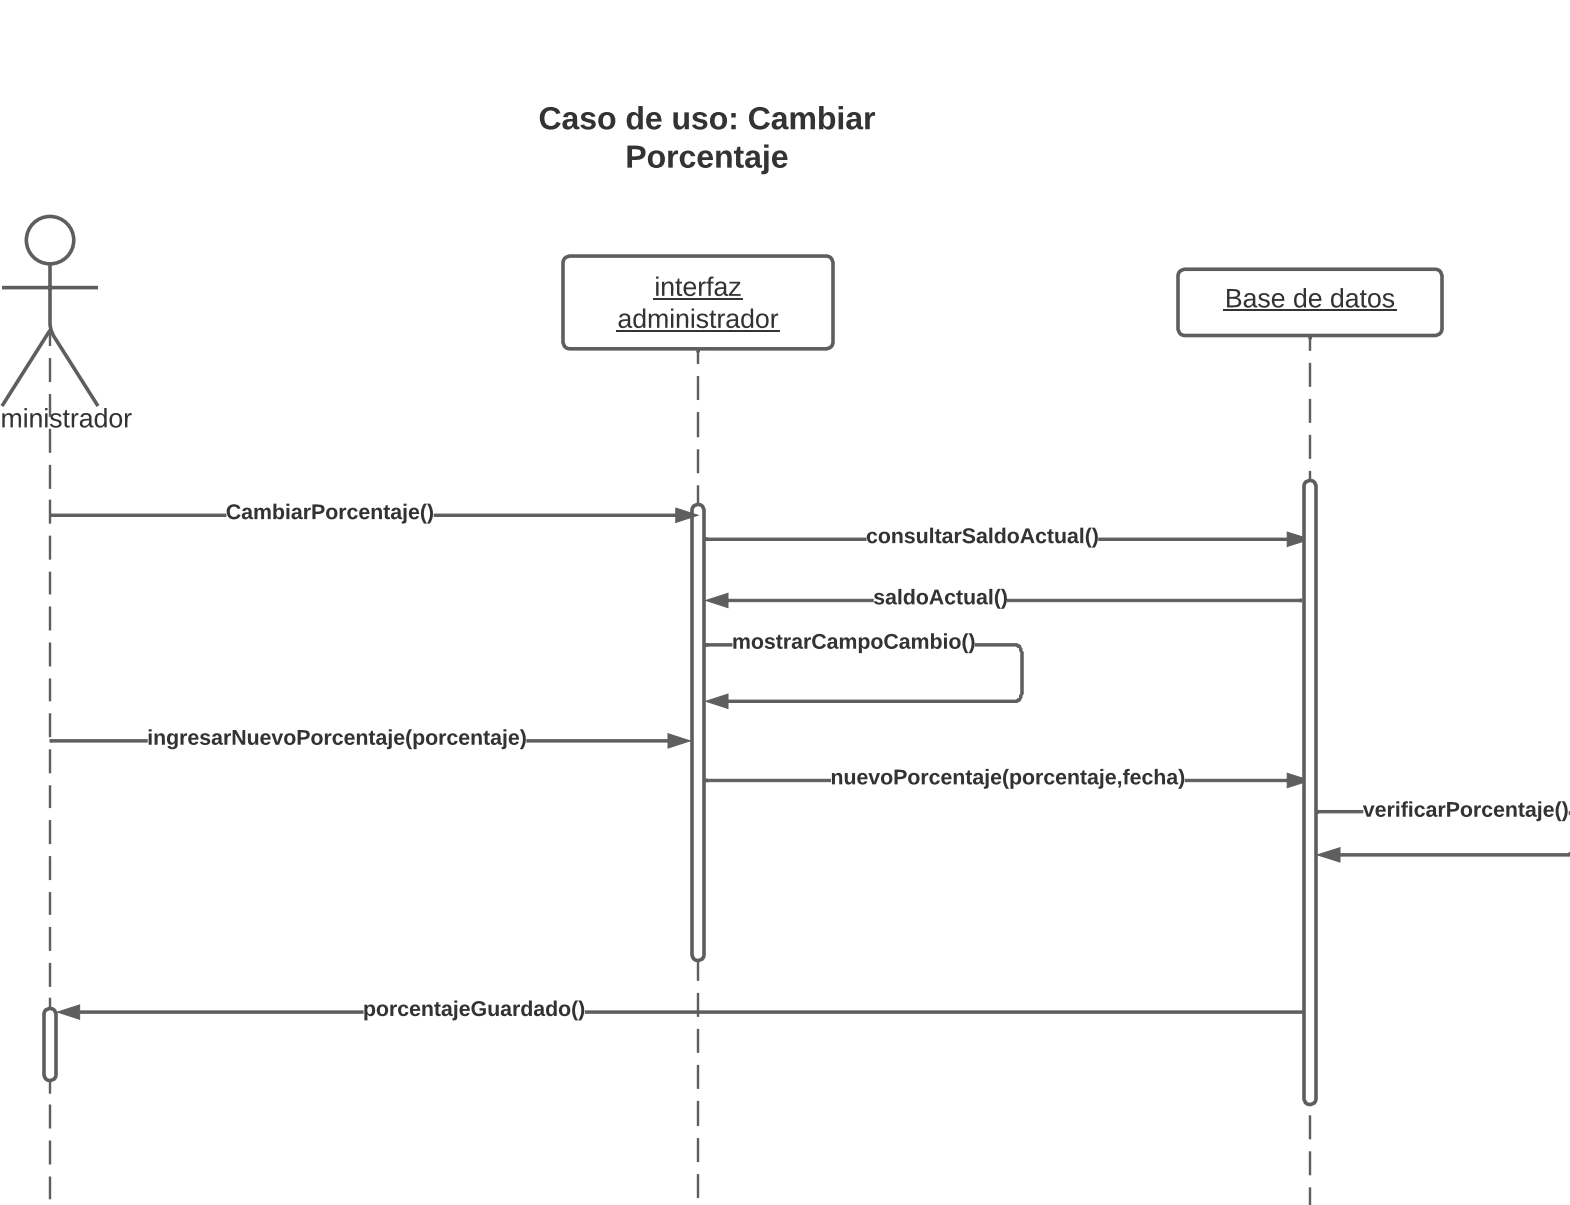 Caso de uso: Cambiar
Porcentaje
interfaz
administrador
Base de datos
ministrador
CambiarPorcentaje()
consultarSaldoActual()
saldoActual()
mostrarCampoCambio()
ingresarNuevoPorcentaje(porcentaje)
nuevoPorcentaje(porcentaje,fecha)
verificarPorcentaje()
porcentajeGuardado()